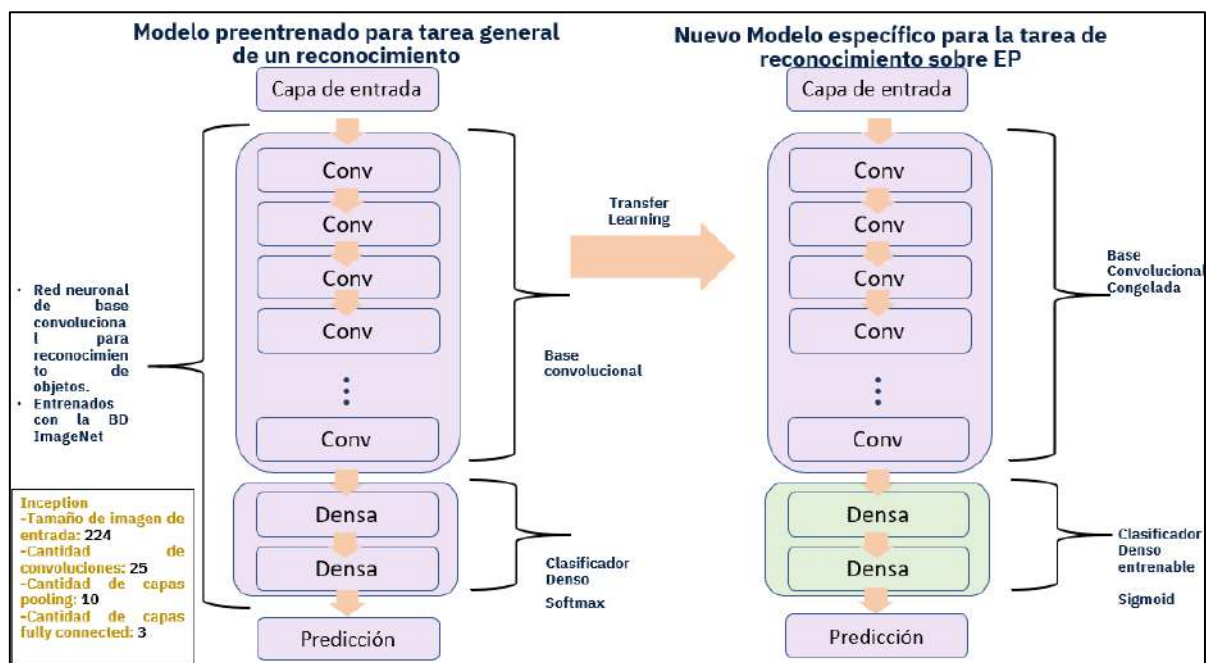 Modelo preentrenado para tarea general
de un reconocimiento
Capa de entrada
Conv
Conv
Conv
Conv
Conv
Densa
Densa
Predicción
· Red neuronal
de base
convoluciona
l para
reconocimien
to de
objetos.
· Entrenados
con la BD
ImageNet
Inception
-Tamaño de imagen de
entrada: 224
-Cantidad de
convoluciones: 25
-Cantidad de capas
pooling: 10
-Cantidad de capas
fully connected: 3
Base
convolucional
Clasificador
Denso
Softmax
Transfer
Learning
Nuevo Modelo específico para la tarea de
reconocimiento sobre EP
Capa de entrada
Conv
Conv
Conv
Conv
Conv
Densa
Densa
Predicción
Base
Convolucional
Congelada
Clasificador
Denso
entrenable
Sigmoid